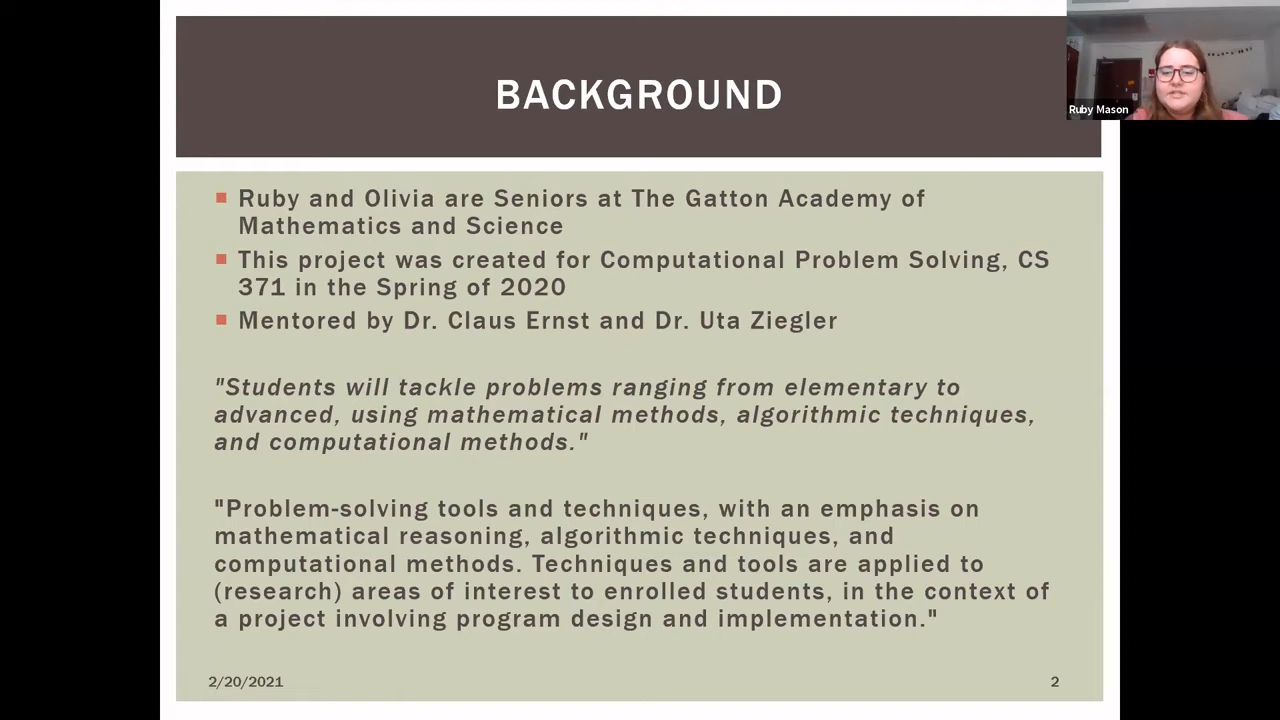 BACKGROUND
Ruby Mason
Ruby and Olivia are Seniors at The Gatton Academy of
Mathematics and Science
This project was created for Computational Problem Solving, CS
371 in the Spring of 2020
Mentored by Dr. Claus Ernst and Dr. Uta Ziegler
"Students will tackle problems ranging from elementary to
advanced, using mathematical methods, algorithmic techniques,
and computational methods."
"Problem-solving tools and techniques, with an emphasis on
mathematical reasoning, algorithmic techniques, and
computational methods. Techniques and tools are applied to
(research) areas of interest to enrolled students, in the context of
a project involving program design and implementation."
2/20/2021
2